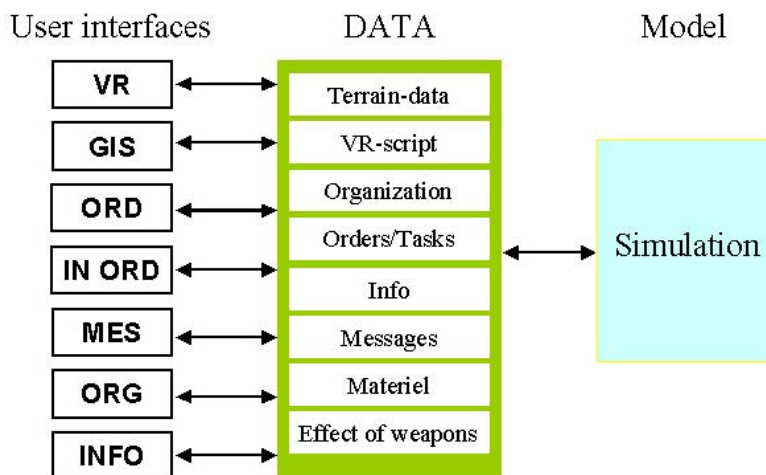 User interfaces
DATA
Model
VR
GIS
ORD
IN ORD
MES
ORG
INFO
Terrain-data
VR-script
Organization
Orders/Tasks
Info
Messages
Materiel
Effect of weapons
Simulation